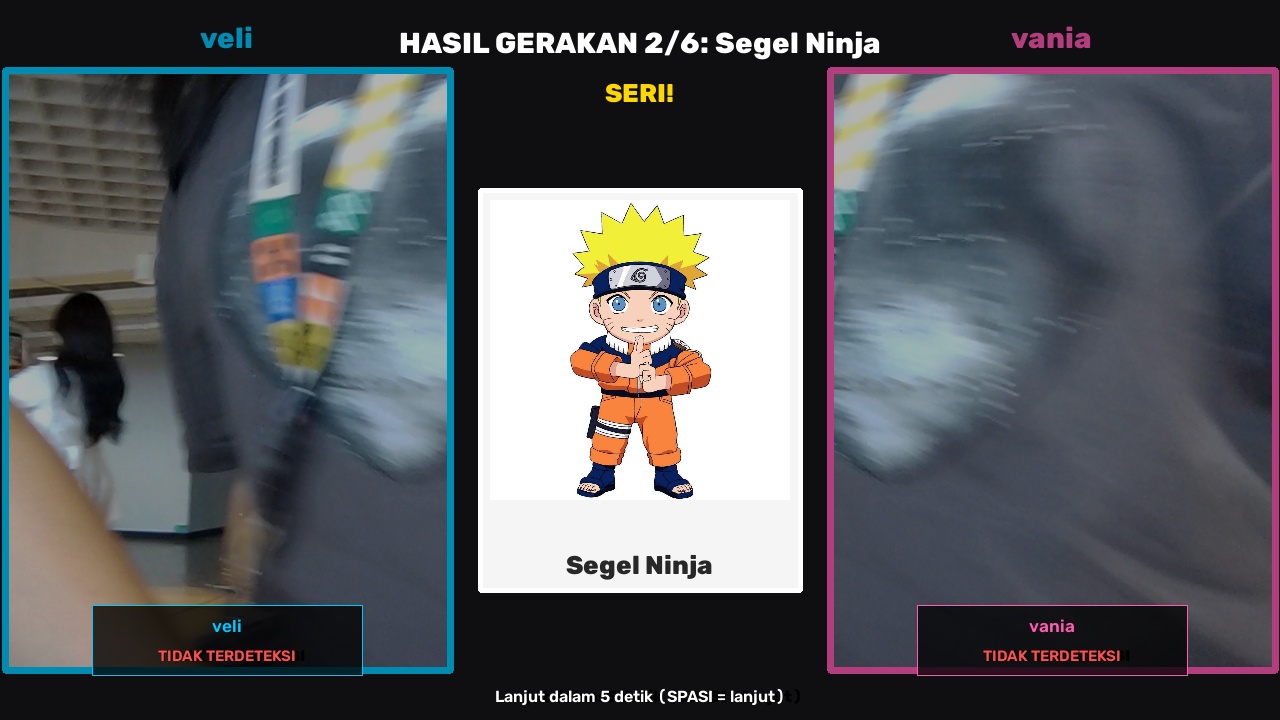 veli
HASIL GERAKAN 2/6: Segel Ninja
vania
SERI!
Segel Ninja
veli
TIDAK TERDETEKSI
vania
TIDAK TERDETEKSI
Lanjut dalam 5 detik (SPASI = lanjut)